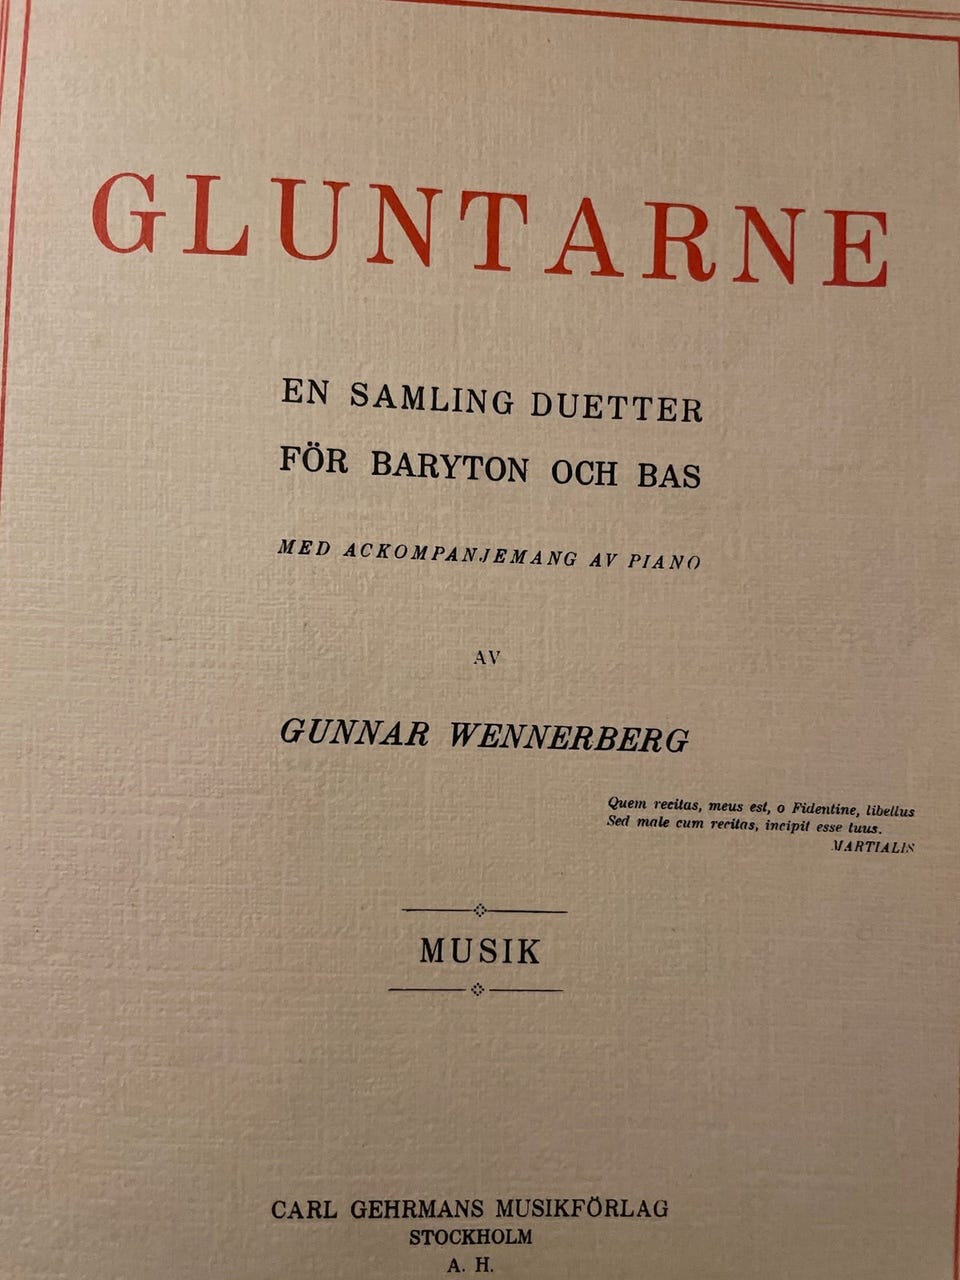 GLUNTARNE
EN SAMLING DUETTER
FÖR BARYTON OCH BAS
MED ACKOMPANJEMANG AV PIANO
AV
GUNNAR WENNERBERG
Quem recitas, meus est, o Fidentine, libellus
Sed male cum recitas, incipit esse tuus.
MARTIALIS
MUSIK
CARL GEHRMANS MUSIKFÖRLAG
STOCKHOLM
A. H.